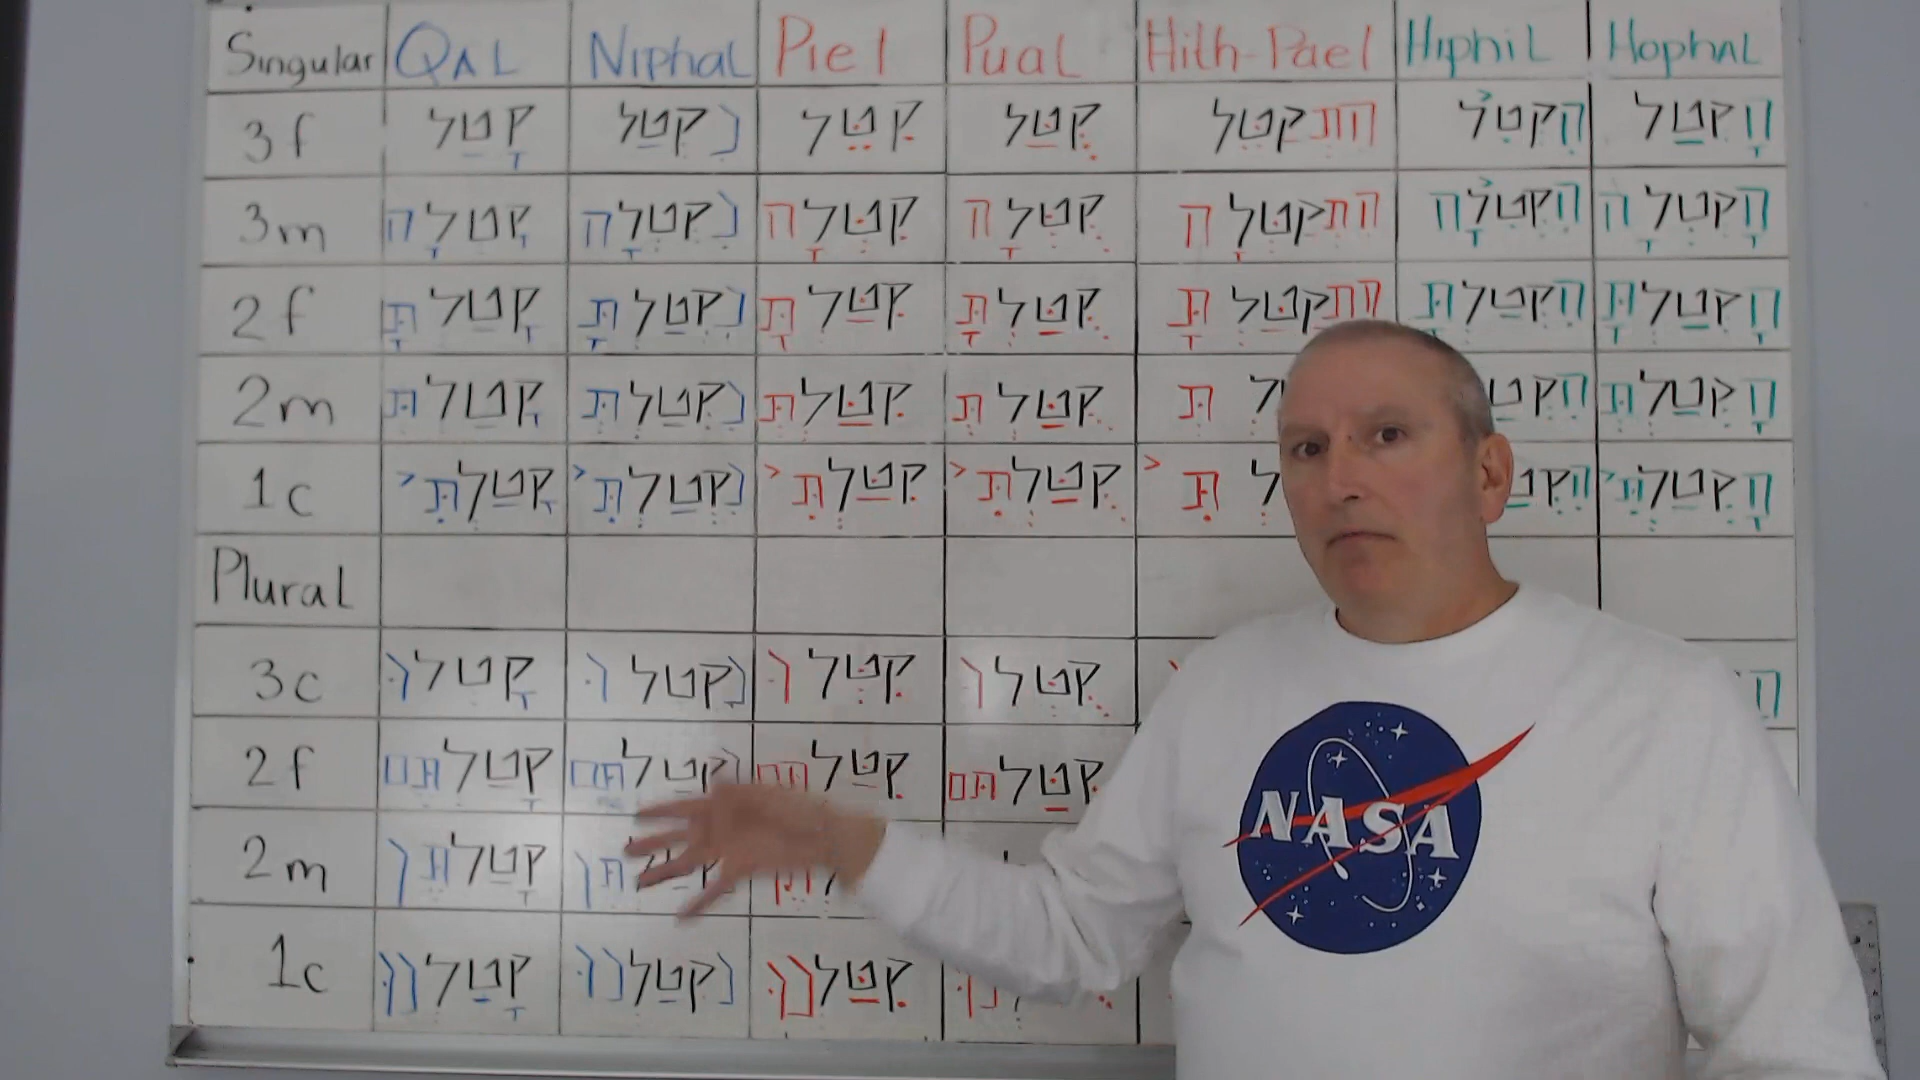 Singular QAL Niphal Piel Pual Hith-Pael HiphiL HophaL
3f קָטַל נִקְטַל קִטֵּל קֻטַּל הִתְקַטֵּל הִקְטִיל הָקְטַל
3m קָטְלָה נִקְטְלָה קִטְּלָה קֻטְּלָה הִתְקַטְּלָה הִקְטִילָה הָקְטְלָה
2f קָטַלְתָּ נִקְטַלְתָּ קִטַּלְתָּ קֻטַּלְתָּ הִתְקַטַּלְתָּ הִקְטַלְתָּ הָקְטַלְתָּ
2m קָטַלְתְּ נִקְטַלְתְּ קִטַּלְתְּ קֻטַּלְתְּ הָקְטַלְתְּ
1c קָטַלְתִּי נִקְטַלְתִּי קִטַּלְתִּי קֻטַּלְתִּי הָקְטַלְתִּי
Plural
3c קָטְלוּ נִקְטְלוּ קִטְּלוּ קֻטְּלוּ
2f קָטַלְתֶּם נִקְטַלְתֶּם קִטַּלְתֶּם קֻטַּלְתֶּם
2m קָטַלְתֶּן
1c קָטַלְנוּ נִקְטַלְנוּ קִטַּלְנוּ
NASA